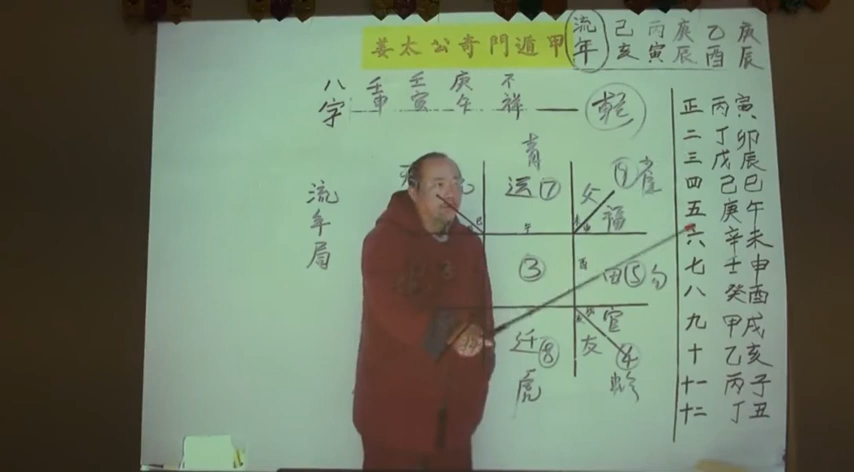 姜太公奇門遁甲
流年 己亥 丙寅 庚辰 乙酉 庚辰
八字 壬申 壬寅 庚午 不祥 乾
流年局
青
运⑦
父 ⑨ 雀
福
③
田⑤勾
迁⑧
虎
官
友 ④
蛇
正 丙寅
二 丁卯
三 戊辰
四 己巳
五 庚午
六 辛未
七 壬申
八 癸酉
九 甲戌
十 乙亥
十一 丙子
十二 丁丑